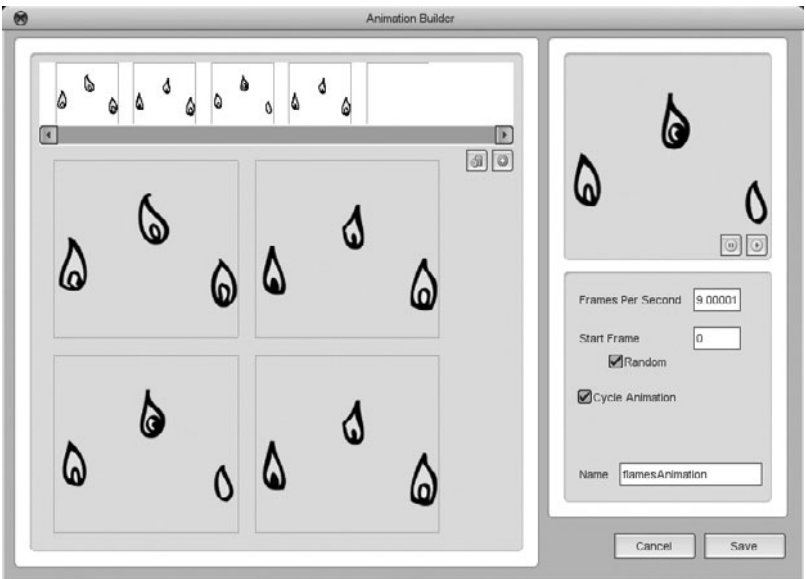 Animation Builder
Frames Per Second 9.00001
Start Frame 0
Random
Cycle Animation
Name flamesAnimation
Cancel Save